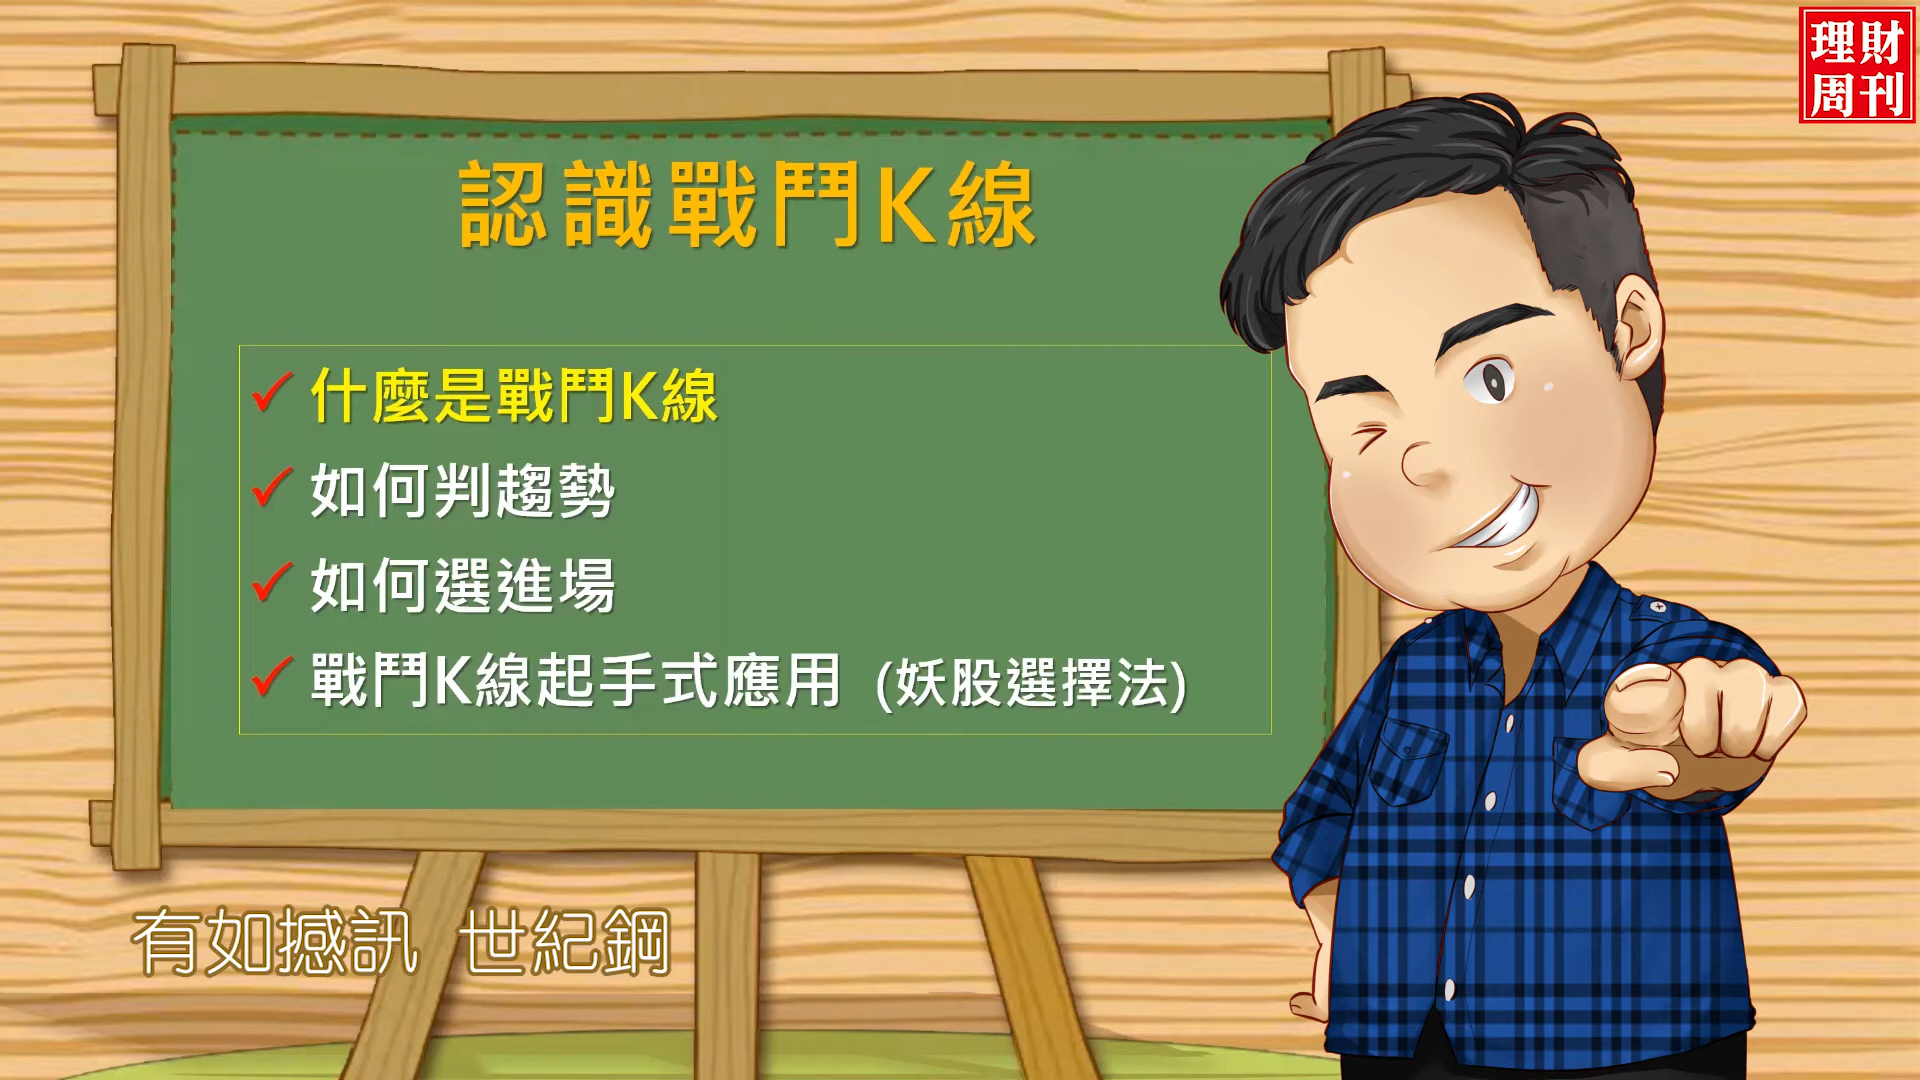 理財
周刊
認識戰鬥K線
✓ 什麼是戰鬥K線
✓ 如何判趨勢
✓ 如何選進場
✓ 戰鬥K線起手式應用 (妖股選擇法)
有如撼訊 世紀鋼